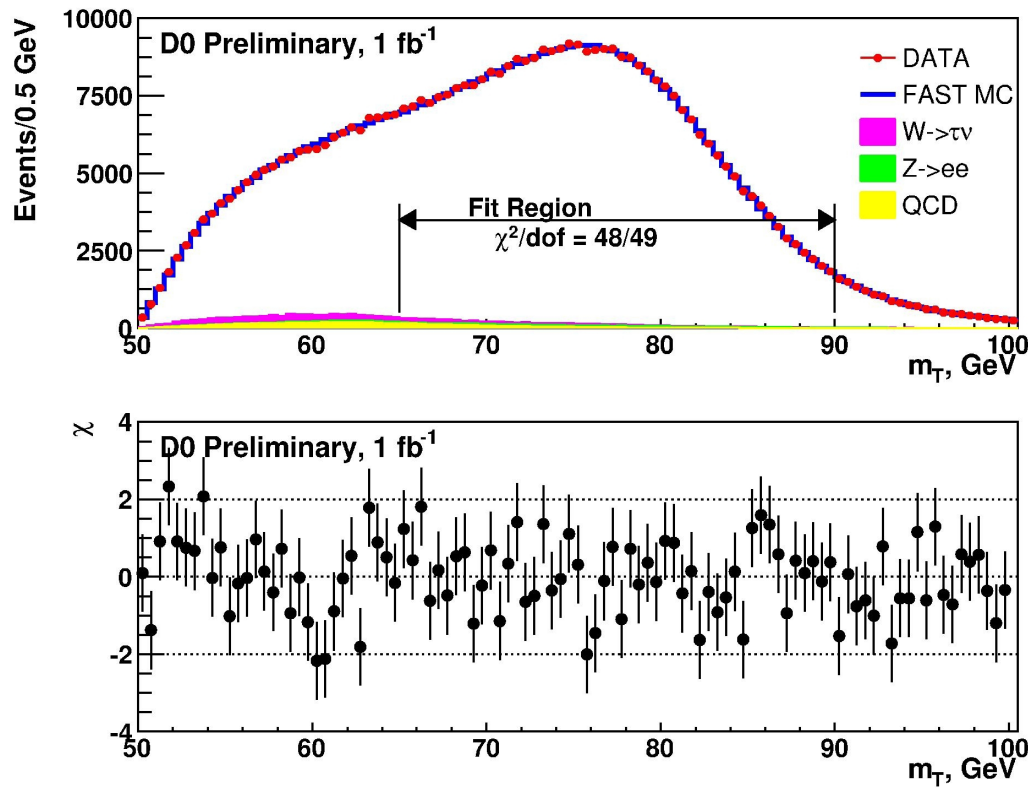 D0 Preliminary, 1 fb⁻¹
Events/0.5 GeV
10000
7500
5000
2500
0
DATA
FAST MC
W->τν
Z->ee
QCD
Fit Region
χ²/dof = 48/49
50 60 70 80 90 100
m_T, GeV
D0 Preliminary, 1 fb⁻¹
χ
4
2
0
-2
-4
50 60 70 80 90 100
m_T, GeV